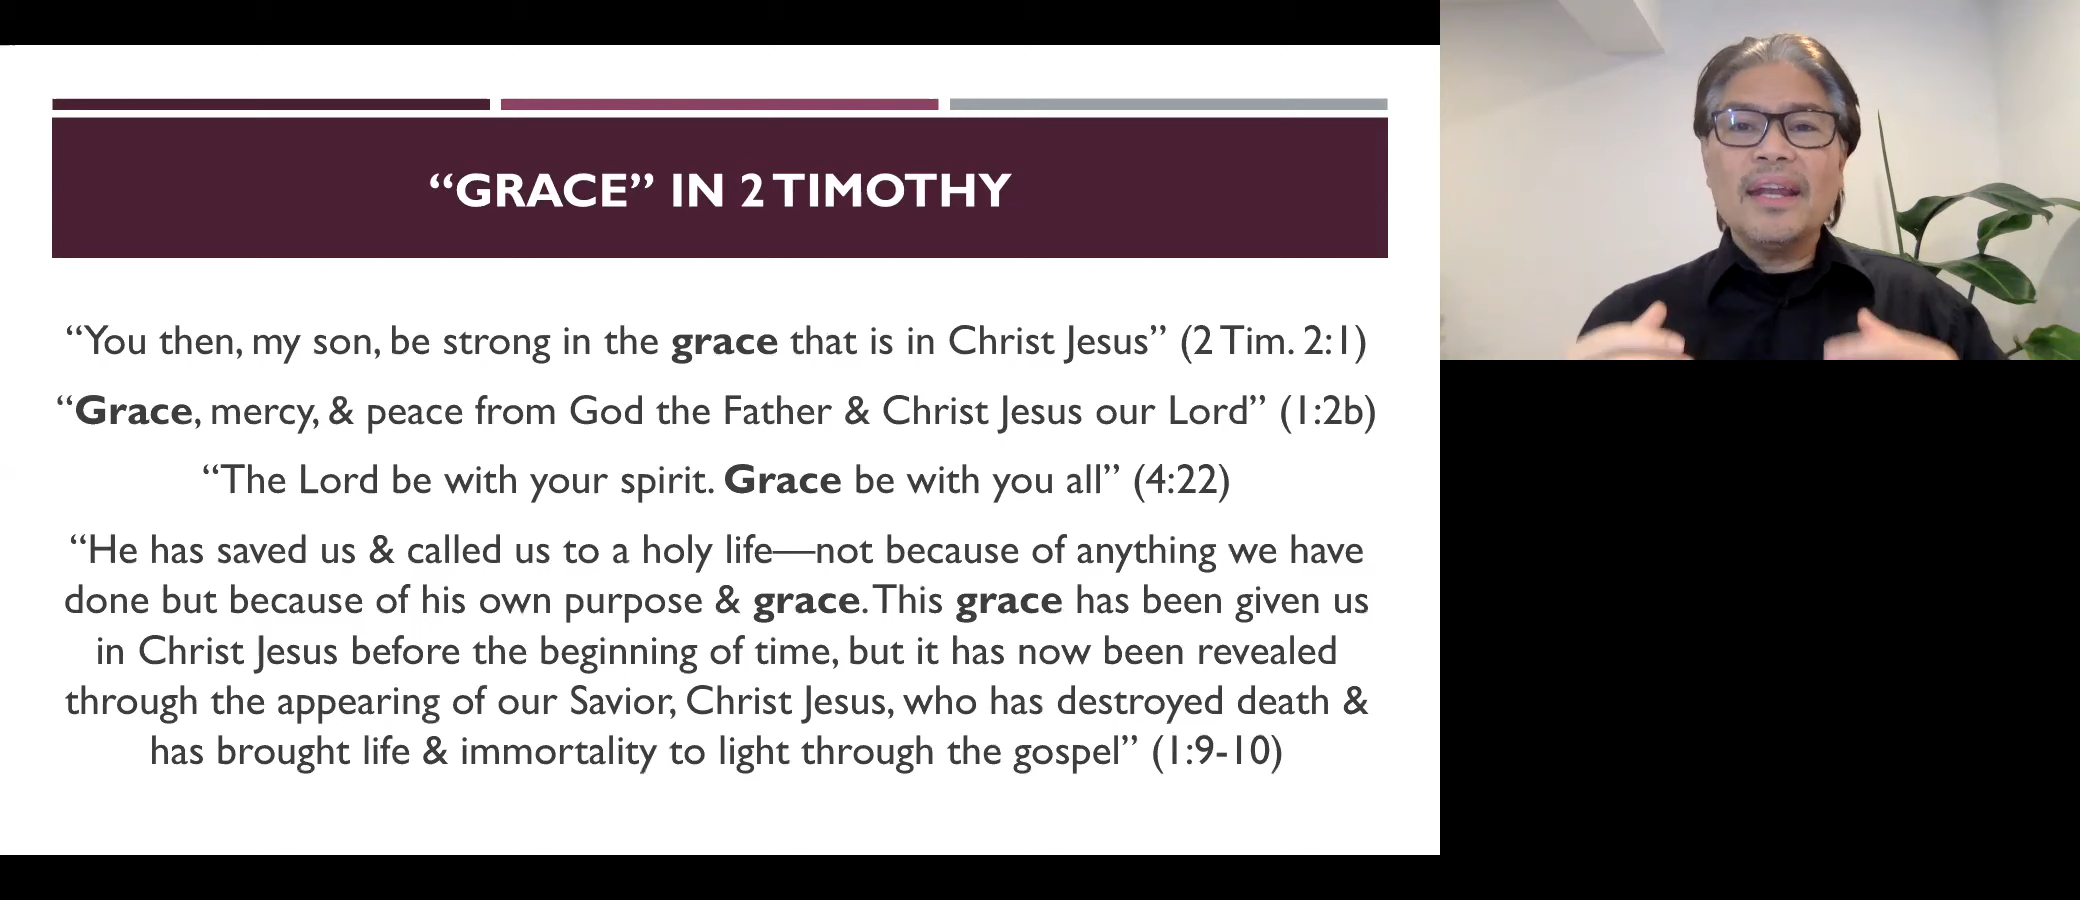 “GRACE” IN 2 TIMOTHY
“You then, my son, be strong in the grace that is in Christ Jesus” (2 Tim. 2:1)
“Grace, mercy, & peace from God the Father & Christ Jesus our Lord” (1:2b)
“The Lord be with your spirit. Grace be with you all” (4:22)
“He has saved us & called us to a holy life—not because of anything we have
done but because of his own purpose & grace. This grace has been given us
in Christ Jesus before the beginning of time, but it has now been revealed
through the appearing of our Savior, Christ Jesus, who has destroyed death &
has brought life & immortality to light through the gospel” (1:9-10)